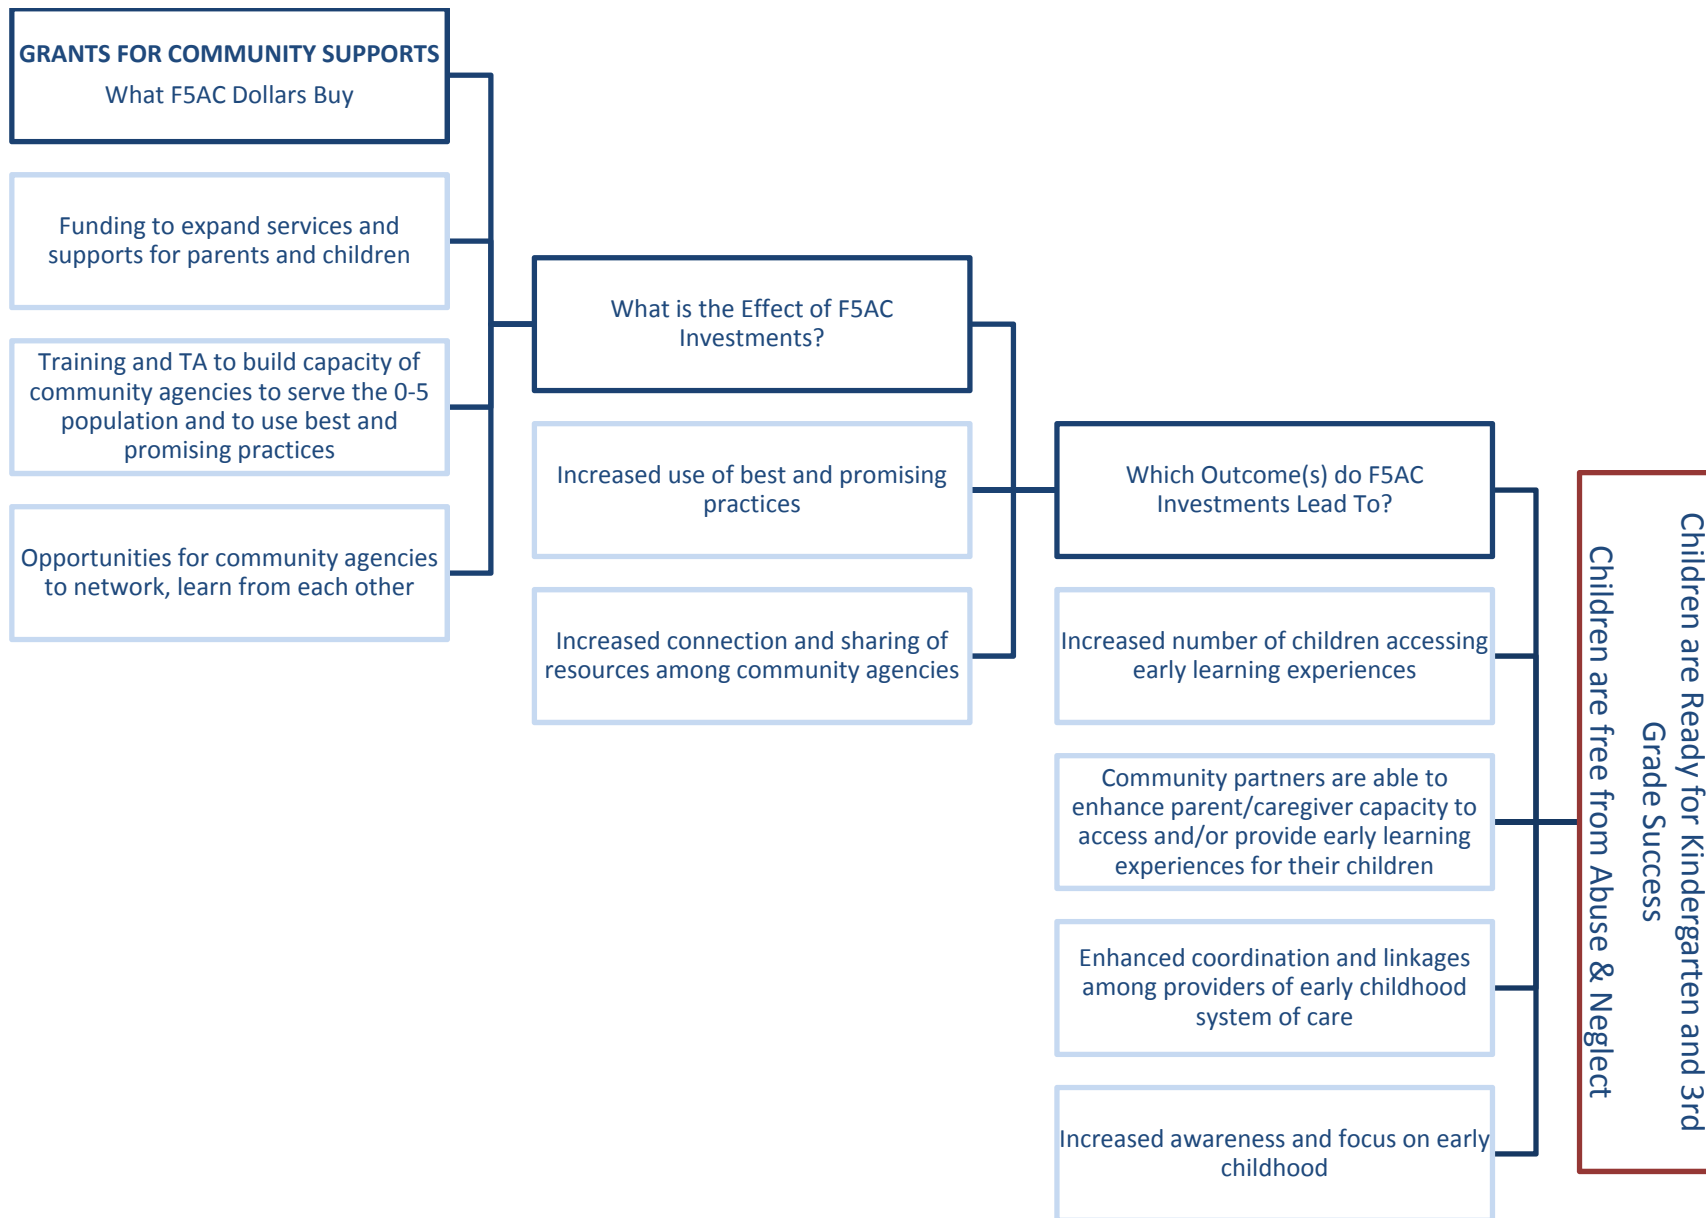 GRANTS FOR COMMUNITY SUPPORTS
What F5AC Dollars Buy
Funding to expand services and
supports for parents and children
Training and TA to build capacity of
community agencies to serve the 0-5
population and to use best and
promising practices
Opportunities for community agencies
to network, learn from each other
What is the Effect of F5AC
Investments?
Increased use of best and promising
practices
Increased connection and sharing of
resources among community agencies
Which Outcome(s) do F5AC
Investments Lead To?
Increased number of children accessing
early learning experiences
Community partners are able to
enhance parent/caregiver capacity to
access and/or provide early learning
experiences for their children
Enhanced coordination and linkages
among providers of early childhood
system of care
Increased awareness and focus on early
childhood
Children are Ready for Kindergarten and 3rd
Grade Success
Children are free from Abuse & Neglect